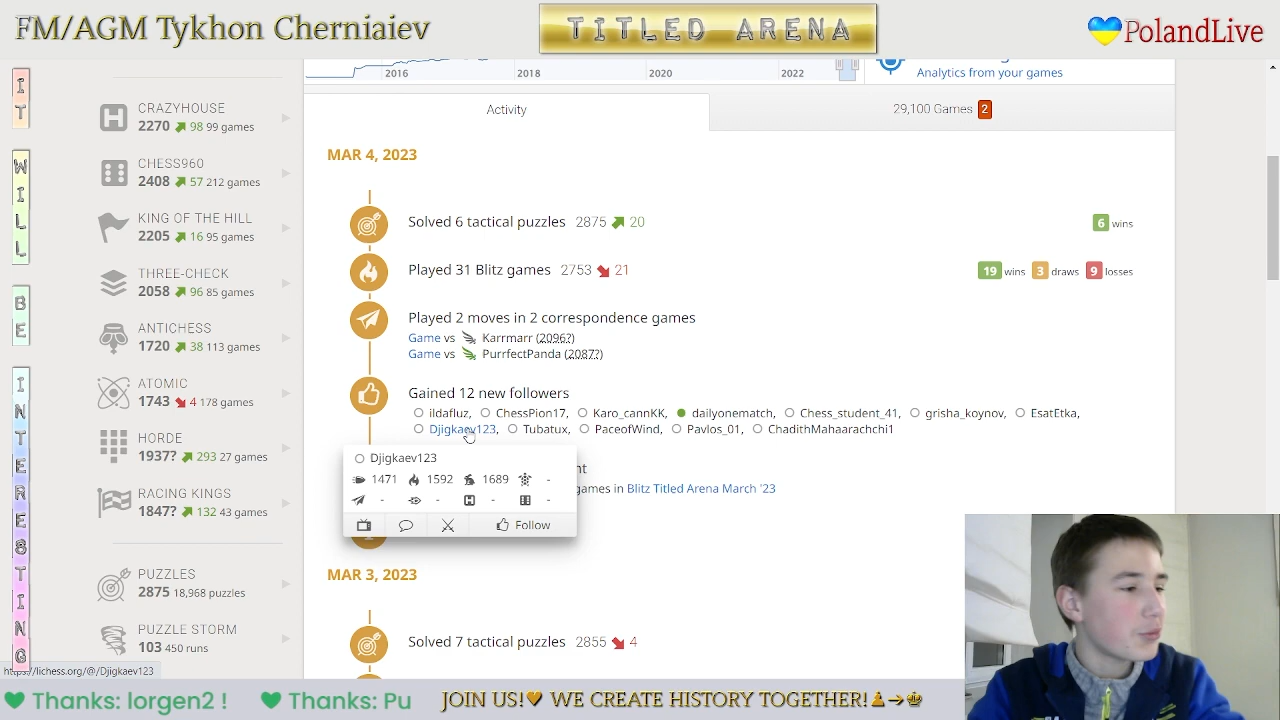 FM/AGM Tykhon Cherniaiev
TITLED ARENA
PolandLive
IT
WILL
BE
INTERESTING
2016
2018
2020
2022
Analytics from your games
Activity
29,100 Games 2
CRAZYHOUSE
2270 98 99 games
CHESS960
2408 57 212 games
KING OF THE HILL
2205 16 95 games
THREE-CHECK
2058 96 85 games
ANTICHESS
1720 38 113 games
ATOMIC
1743 4 178 games
HORDE
1937? 293 27 games
RACING KINGS
1847? 132 43 games
PUZZLES
2875 18,968 puzzles
PUZZLE STORM
103 450 runs
MAR 4, 2023
Solved 6 tactical puzzles 2875 20
6 wins
Played 31 Blitz games 2753 21
19 wins 3 draws 9 losses
Played 2 moves in 2 correspondence games
Game vs Karrmarr (2096?)
Game vs PurrfectPanda (2087?)
Gained 12 new followers
ildafluz, ChessPion17, Karo_cannKK, dailyonematch, Chess_student_41, grisha_koynov, EsatEtka,
Djigkaev123, Tubatux, PaceofWind, Pavlos_01, ChadithMahaarachchi1
Djigkaev123
1471 1592 1689 -
- - - -
Follow
nt
games in Blitz Titled Arena March '23
MAR 3, 2023
Solved 7 tactical puzzles 2855 4
https://lichess.org/@/Djigkaev123
Thanks: lorgen2 !
Thanks: Pu
JOIN US!🧡 WE CREATE HISTORY TOGETHER!♟️➔♚